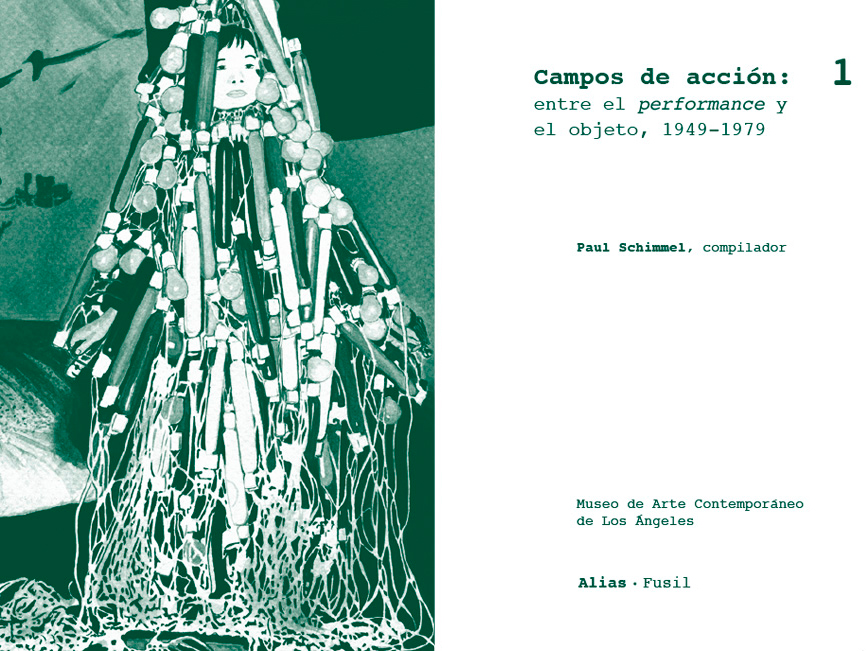 Campos de acción: 1
entre el performance y
el objeto, 1949–1979
Paul Schimmel, compilador
Museo de Arte Contemporáneo
de Los Ángeles
Alias · Fusil